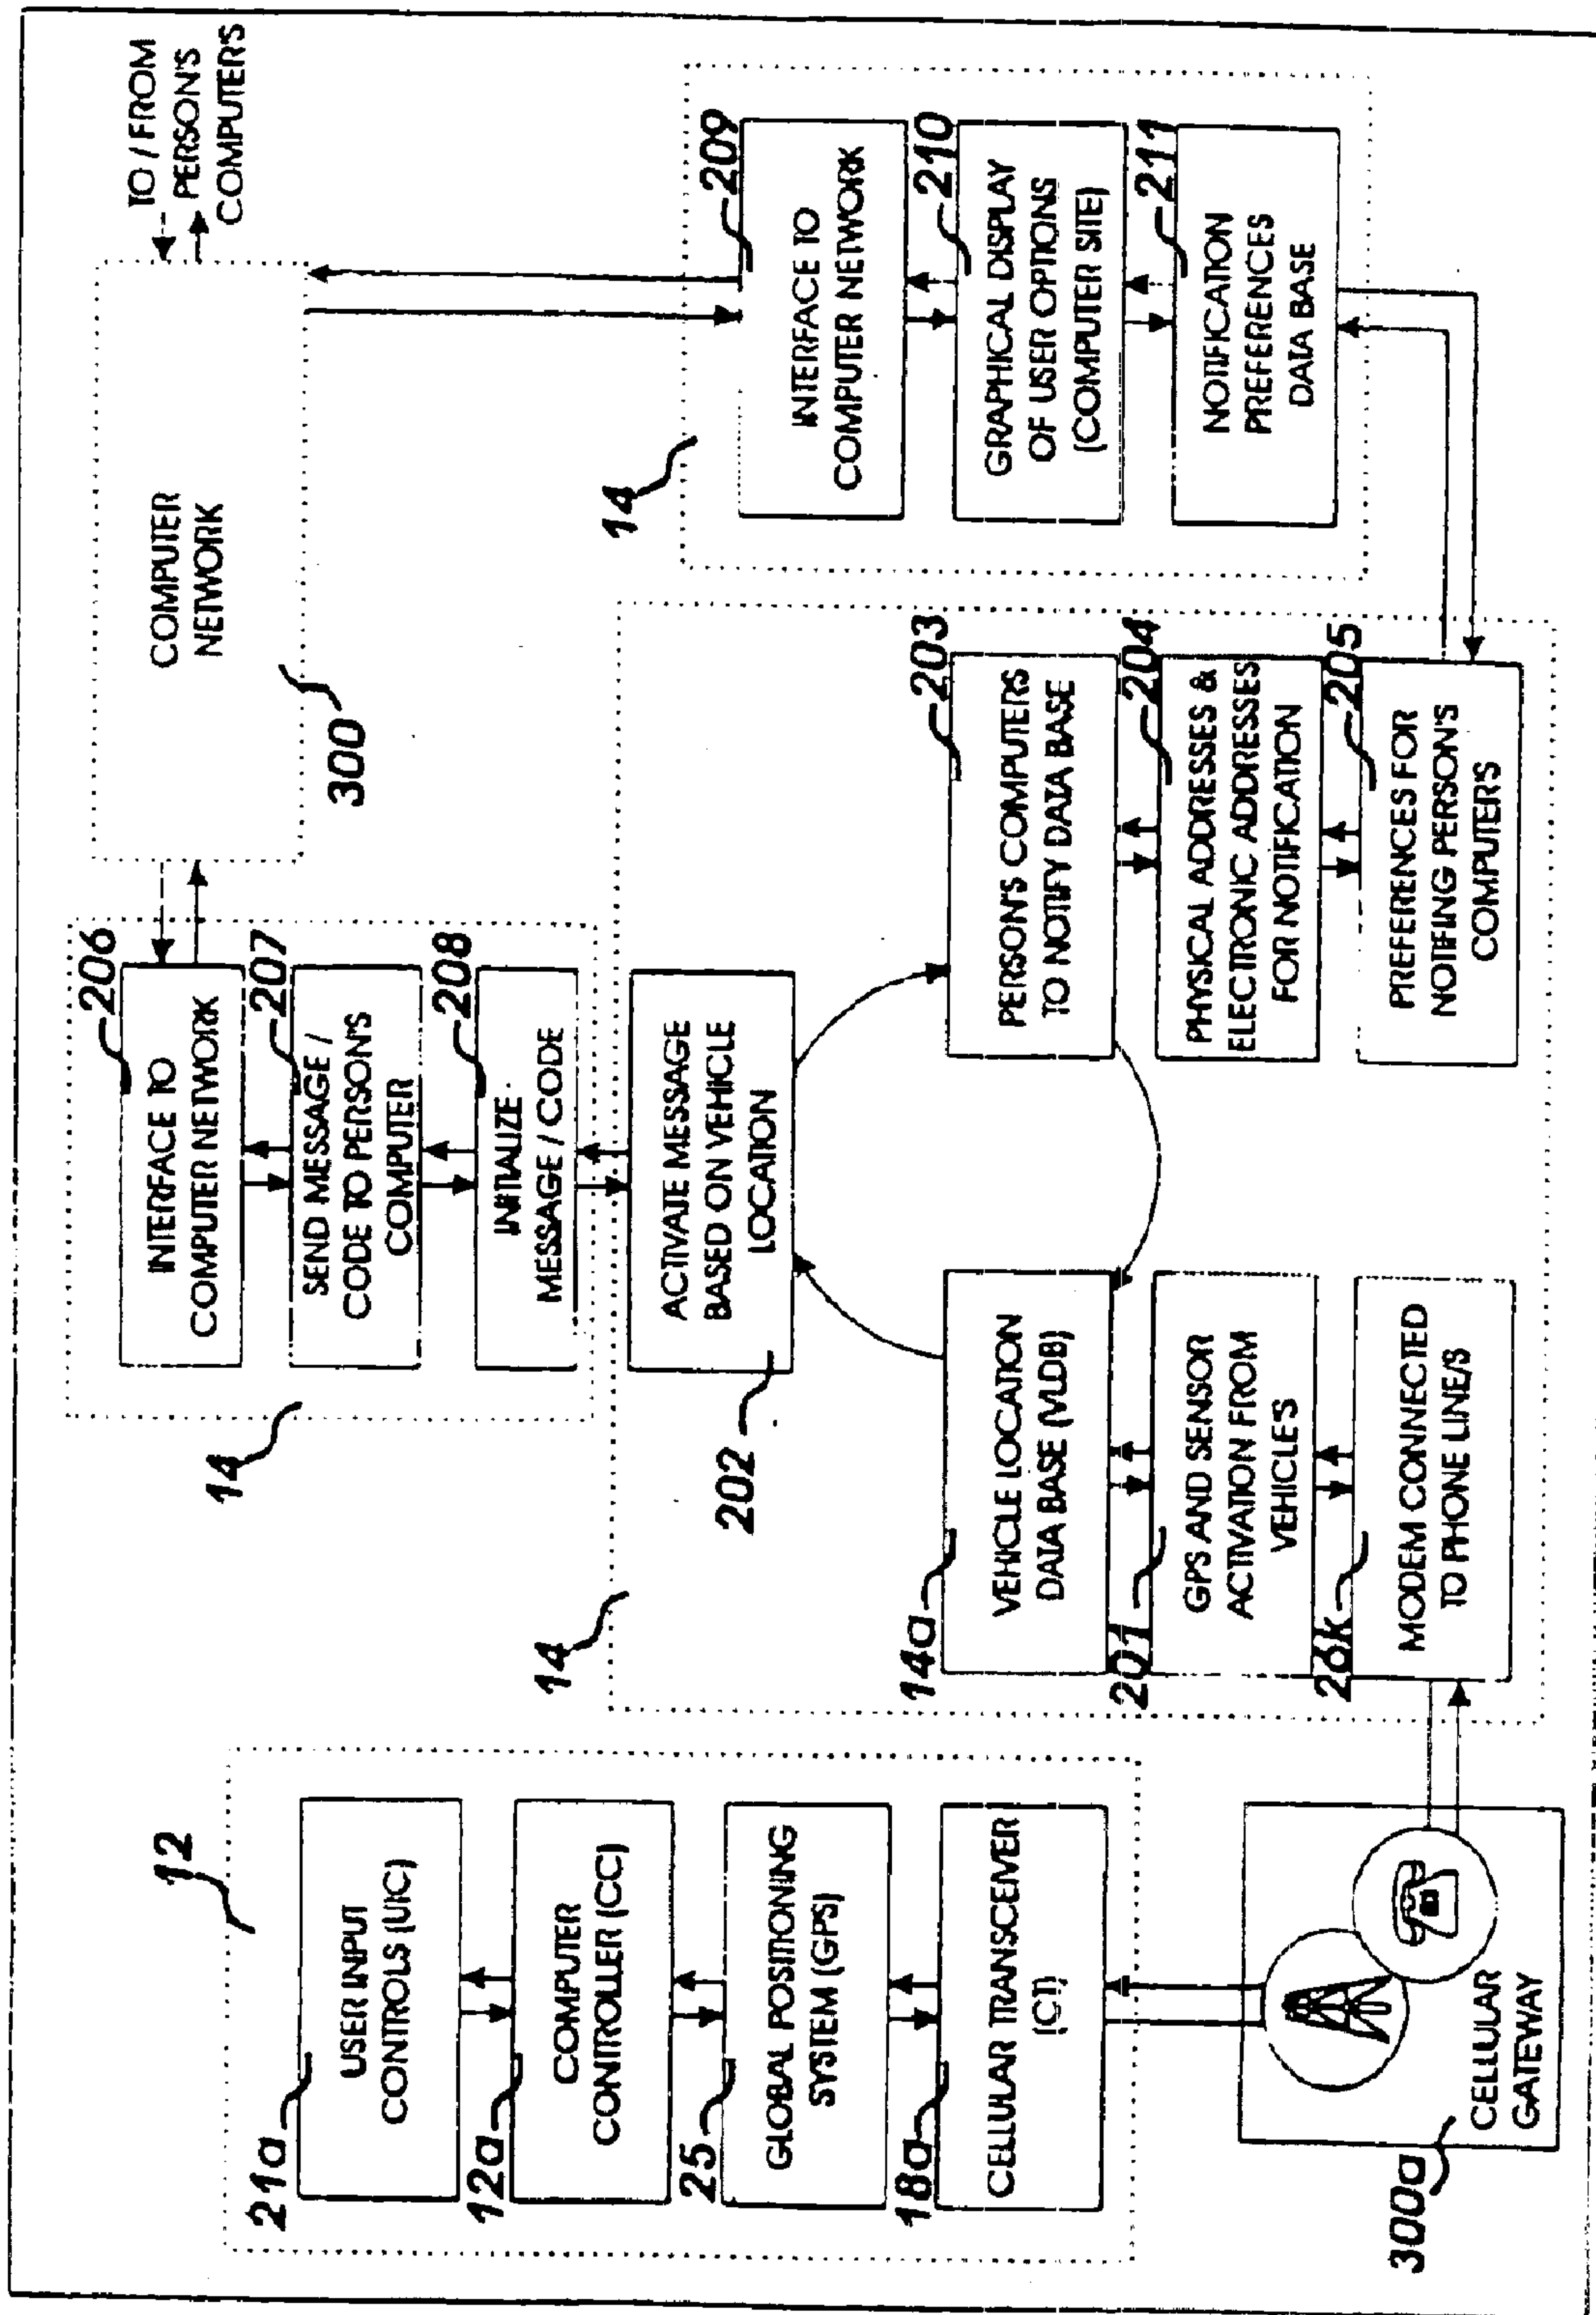 12
21a
USER INPUT
CONTROLS (UIC)
12a
COMPUTER
CONTROLLER (CC)
25
GLOBAL POSITIONING
SYSTEM (GPS)
18a
CELLULAR TRANSCEIVER
(CT)
300a
CELLULAR
GATEWAY
14
206
INTERFACE TO
COMPUTER NETWORK
207
SEND MESSAGE /
CODE TO PERSON'S
COMPUTER
208
INITIALIZE
MESSAGE / CODE
14
202
ACTIVATE MESSAGE
BASED ON VEHICLE
LOCATION
14a
VEHICLE LOCATION
DATA BASE (VLDB)
201
GPS AND SENSOR
ACTIVATION FROM
VEHICLE'S
26k
MODEM CONNECTED
TO PHONE LINE/S
203
PERSON'S COMPUTERS
TO NOTIFY DATA BASE
204
PHYSICAL ADDRESSES &
ELECTRONIC ADDRESSES
FOR NOTIFICATION
205
PREFERENCES FOR
NOTIFING PERSON'S
COMPUTER'S
COMPUTER
NETWORK
300
TO / FROM
PERSON'S
COMPUTER'S
14
209
INTERFACE TO
COMPUTER NETWORK
210
GRAPHICAL DISPLAY
OF USER OPTIONS
(COMPUTER SITE)
211
NOTIFICATION
PREFERENCES
DATA BASE